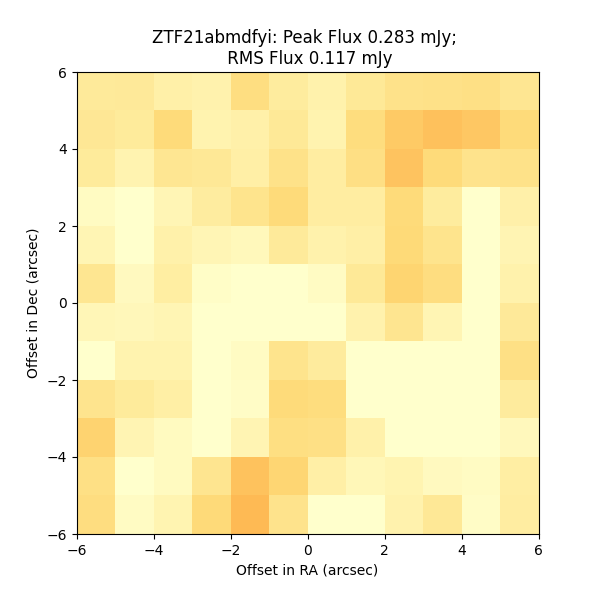 ZTF21abmdfyi: Peak Flux 0.283 mJy;
RMS Flux 0.117 mJy
6
4
2
0
−2
−4
−6
Offset in Dec (arcsec)
−6 −4 −2 0 2 4 6
Offset in RA (arcsec)